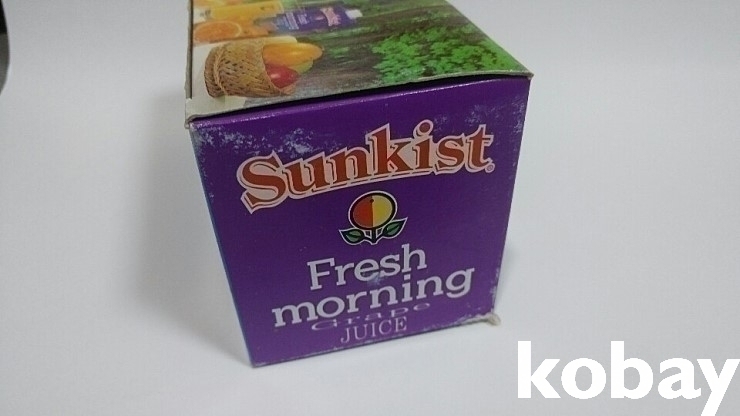 Sunkist®
Fresh
morning
Grape
JUICE
kobay